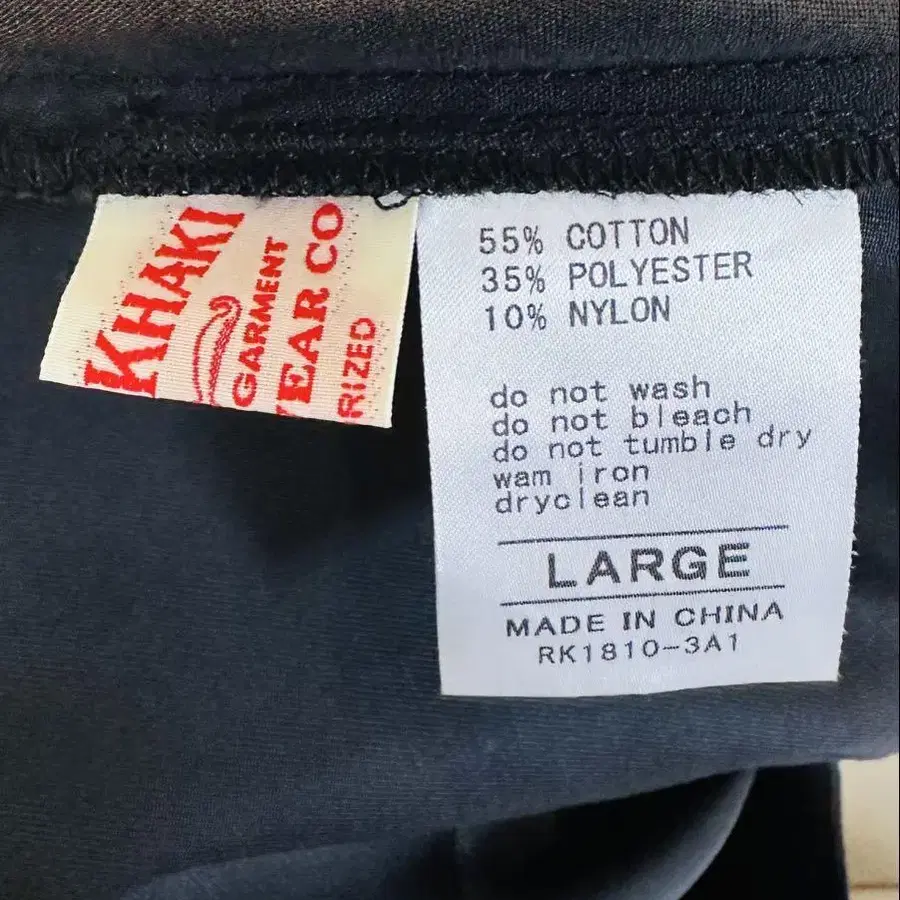 KHAKI
GARMENT
EAR CO
RIZED
55% COTTON
35% POLYESTER
10% NYLON
do not wash
do not bleach
do not tumble dry
wam iron
dryclean
LARGE
MADE IN CHINA
RK1810-3A1